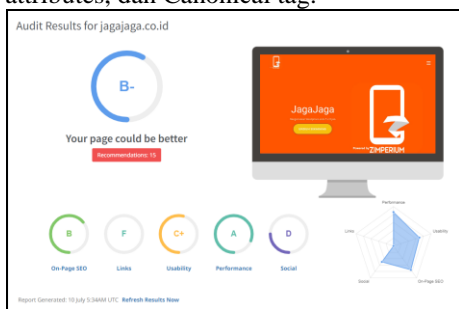 attributes, dan Canonical tag.
Audit Results for jagajaga.co.id
B-
Your page could be better
Recommendations: 15
JagaJaga
Powered by
ZIMPERIUM
B
F
C+
A
D
On-Page SEO
Links
Usability
Performance
Social
Performance
Links
Usability
Social
On-Page SEO
Report Generated: 10 July 5:34AM UTC Refresh Results Now